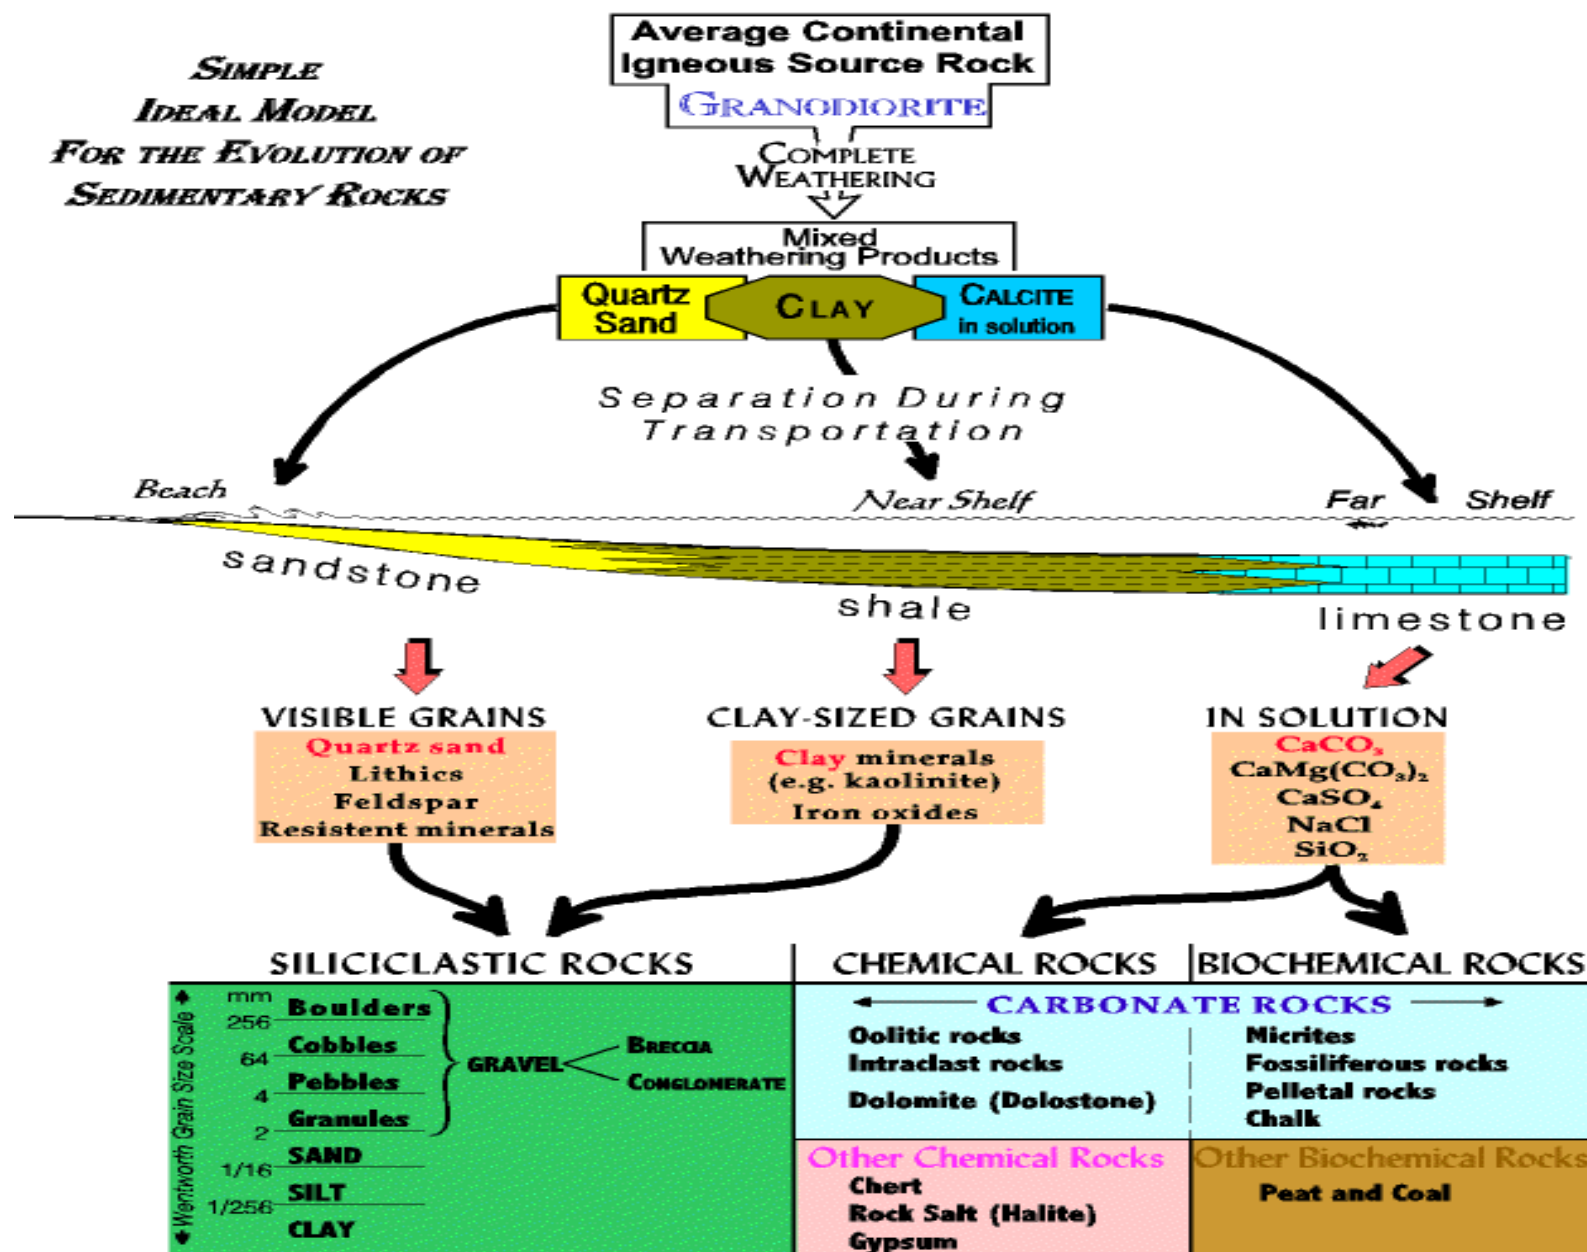 SIMPLE
IDEAL MODEL
FOR THE EVOLUTION OF
SEDIMENTARY ROCKS
Average Continental
Igneous Source Rock
GRANODIORITE
COMPLETE
WEATHERING
Mixed
Weathering Products
Quartz
Sand
CLAY
CALCITE
in solution
Separation During
Transportation
Beach
Near Shelf
Far Shelf
sandstone
shale
limestone
VISIBLE GRAINS
Quartz sand
Lithics
Feldspar
Resistent minerals
CLAY-SIZED GRAINS
Clay minerals
(e.g. kaolinite)
Iron oxides
IN SOLUTION
CaCO₃
CaMg(CO₃)₂
CaSO₄
NaCl
SiO₂
SILICICLASTIC ROCKS
Wentworth Grain Size Scale
mm
Boulders
256
Cobbles
64
Pebbles
4
Granules
2
SAND
1/16
SILT
1/256
CLAY
GRAVEL
BRECCIA
CONGLOMERATE
CHEMICAL ROCKS
BIOCHEMICAL ROCKS
CARBONATE ROCKS
Oolitic rocks
Intraclast rocks
Dolomite (Dolostone)
Micrites
Fossiliferous rocks
Pelletal rocks
Chalk
Other Chemical Rocks
Chert
Rock Salt (Halite)
Gypsum
Other Biochemical Rocks
Peat and Coal